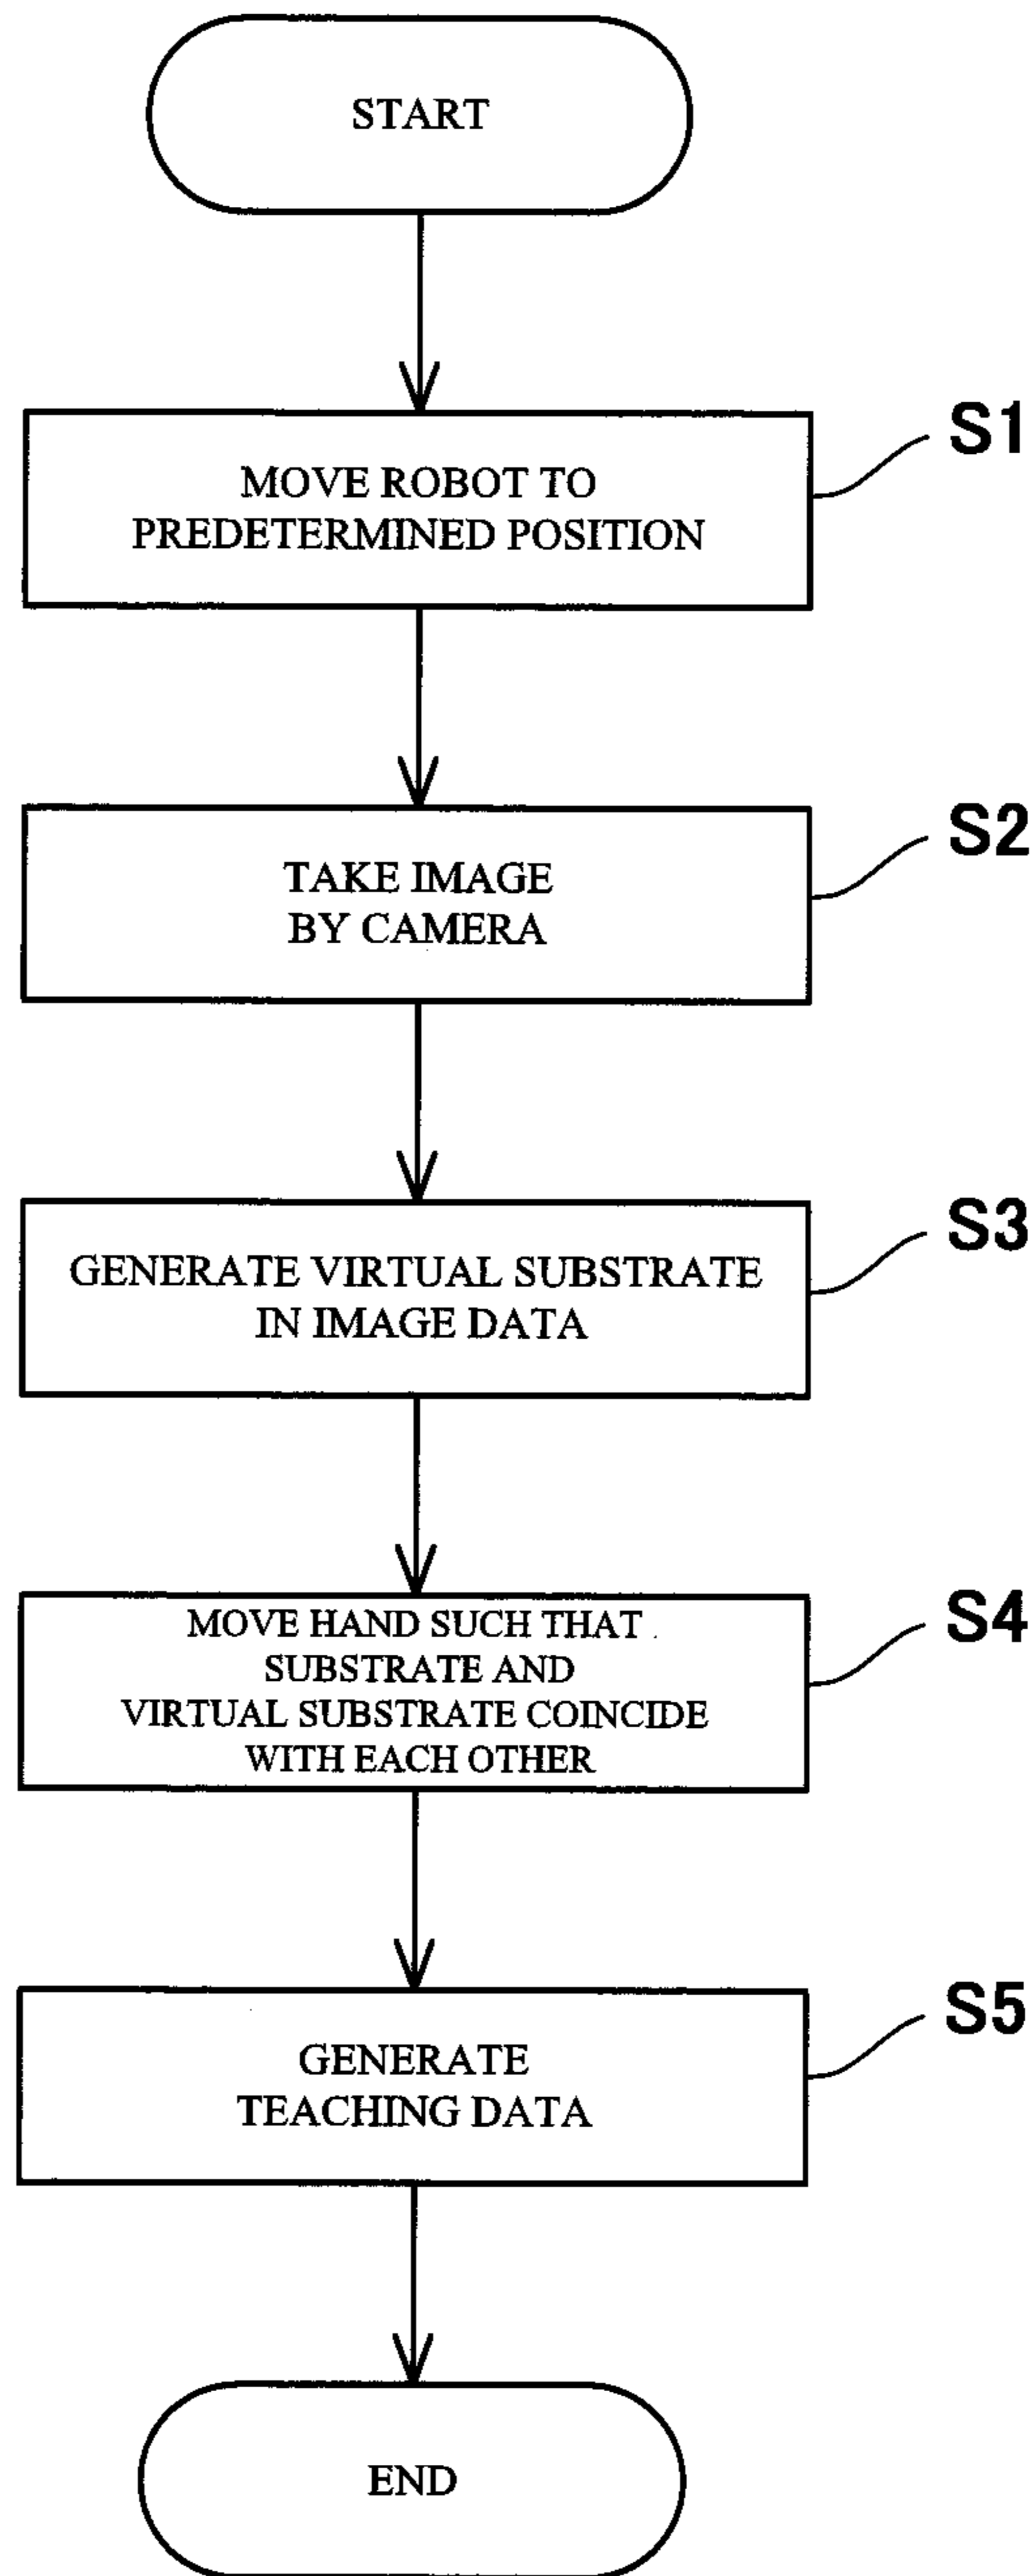 START
S1
MOVE ROBOT TO
PREDETERMINED POSITION
S2
TAKE IMAGE
BY CAMERA
S3
GENERATE VIRTUAL SUBSTRATE
IN IMAGE DATA
S4
MOVE HAND SUCH THAT
SUBSTRATE AND
VIRTUAL SUBSTRATE COINCIDE
WITH EACH OTHER
S5
GENERATE
TEACHING DATA
END